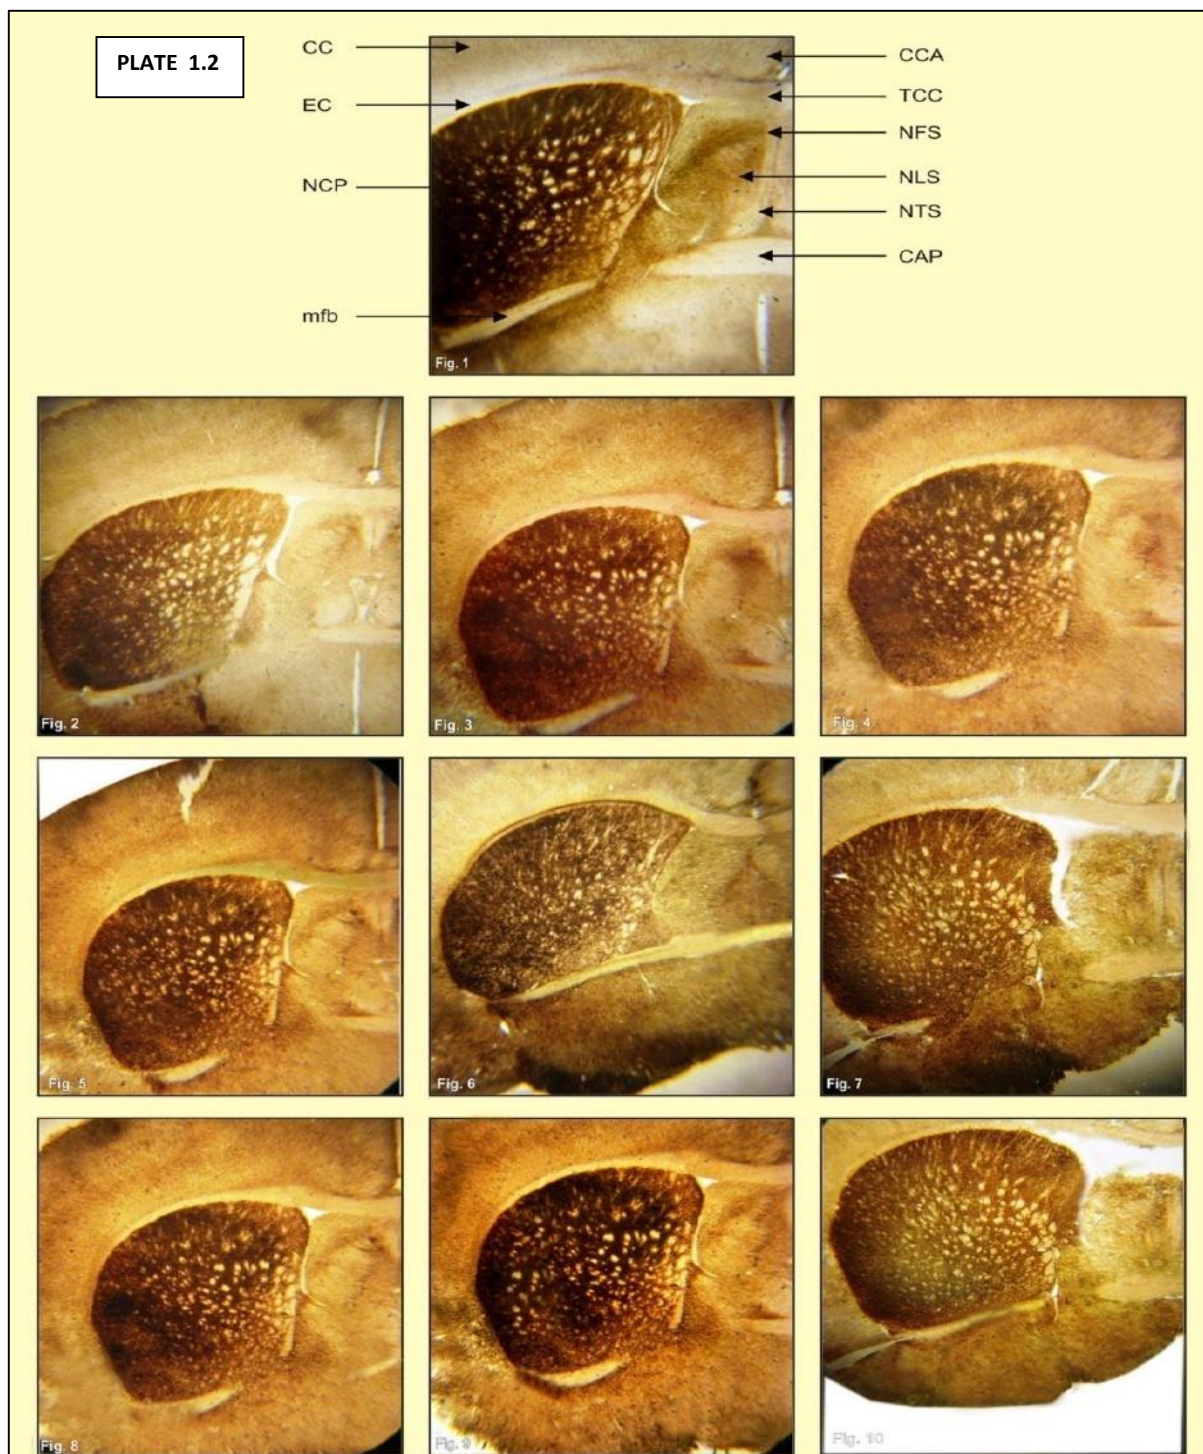 PLATE 1.2
CC
CCA
EC
TCC
NFS
NCP
NLS
NTS
CAP
mfb
Fig. 1
Fig. 2
Fig. 3
Fig. 4
Fig. 5
Fig. 6
Fig. 7
Fig. 8
Fig. 9
Fig. 10